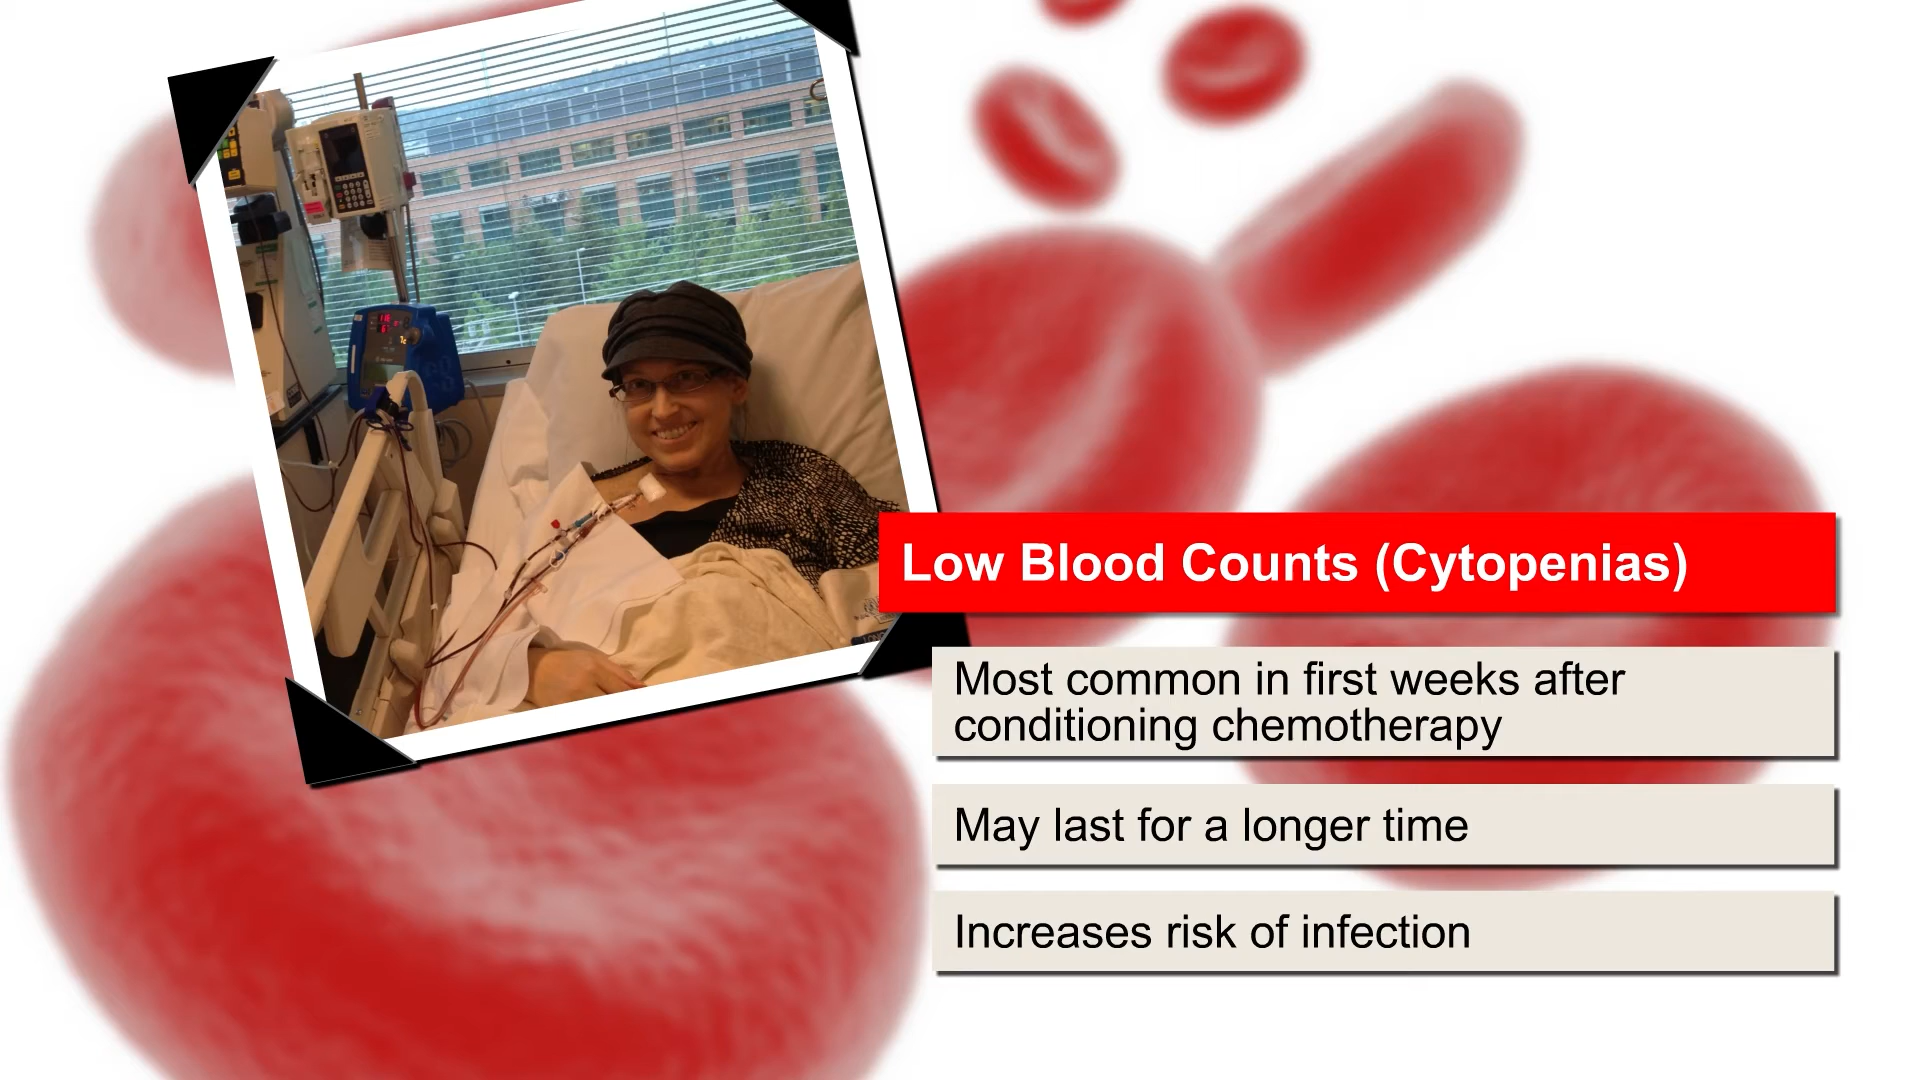 Low Blood Counts (Cytopenias)
Most common in first weeks after
conditioning chemotherapy
May last for a longer time
Increases risk of infection